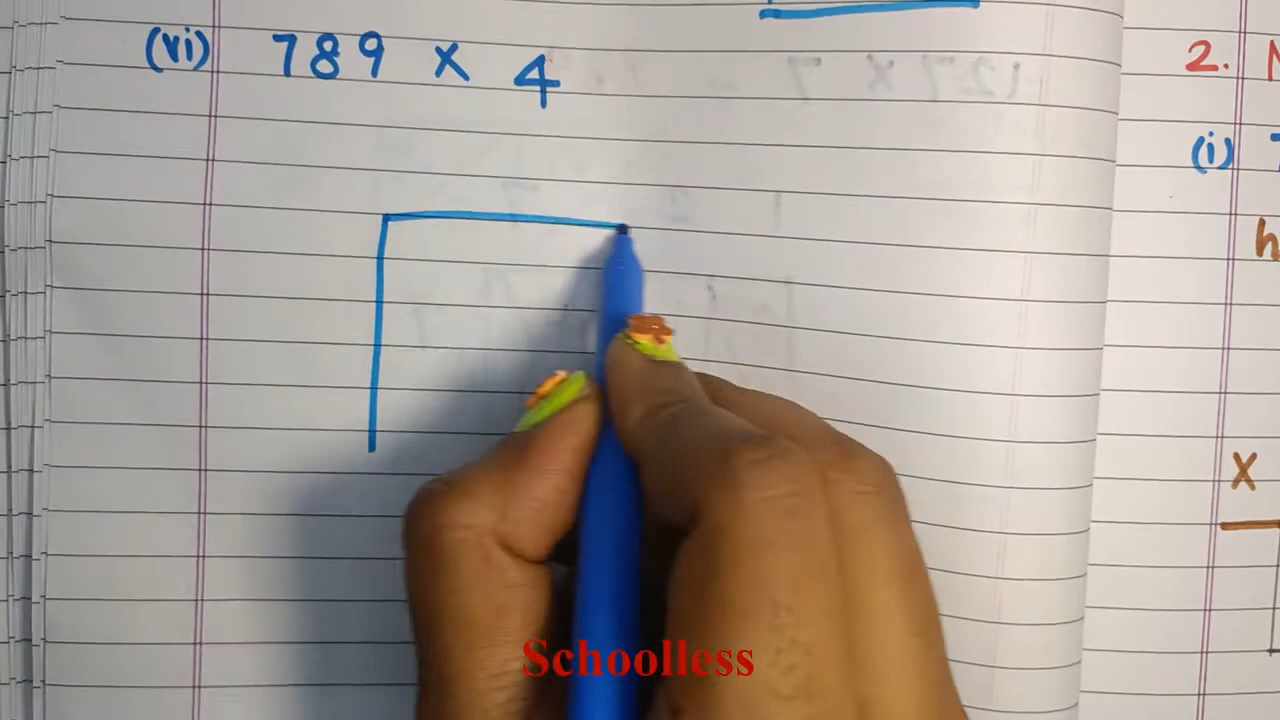 (vi) 789 × 4
2.
(i)
h
×
Schoolless